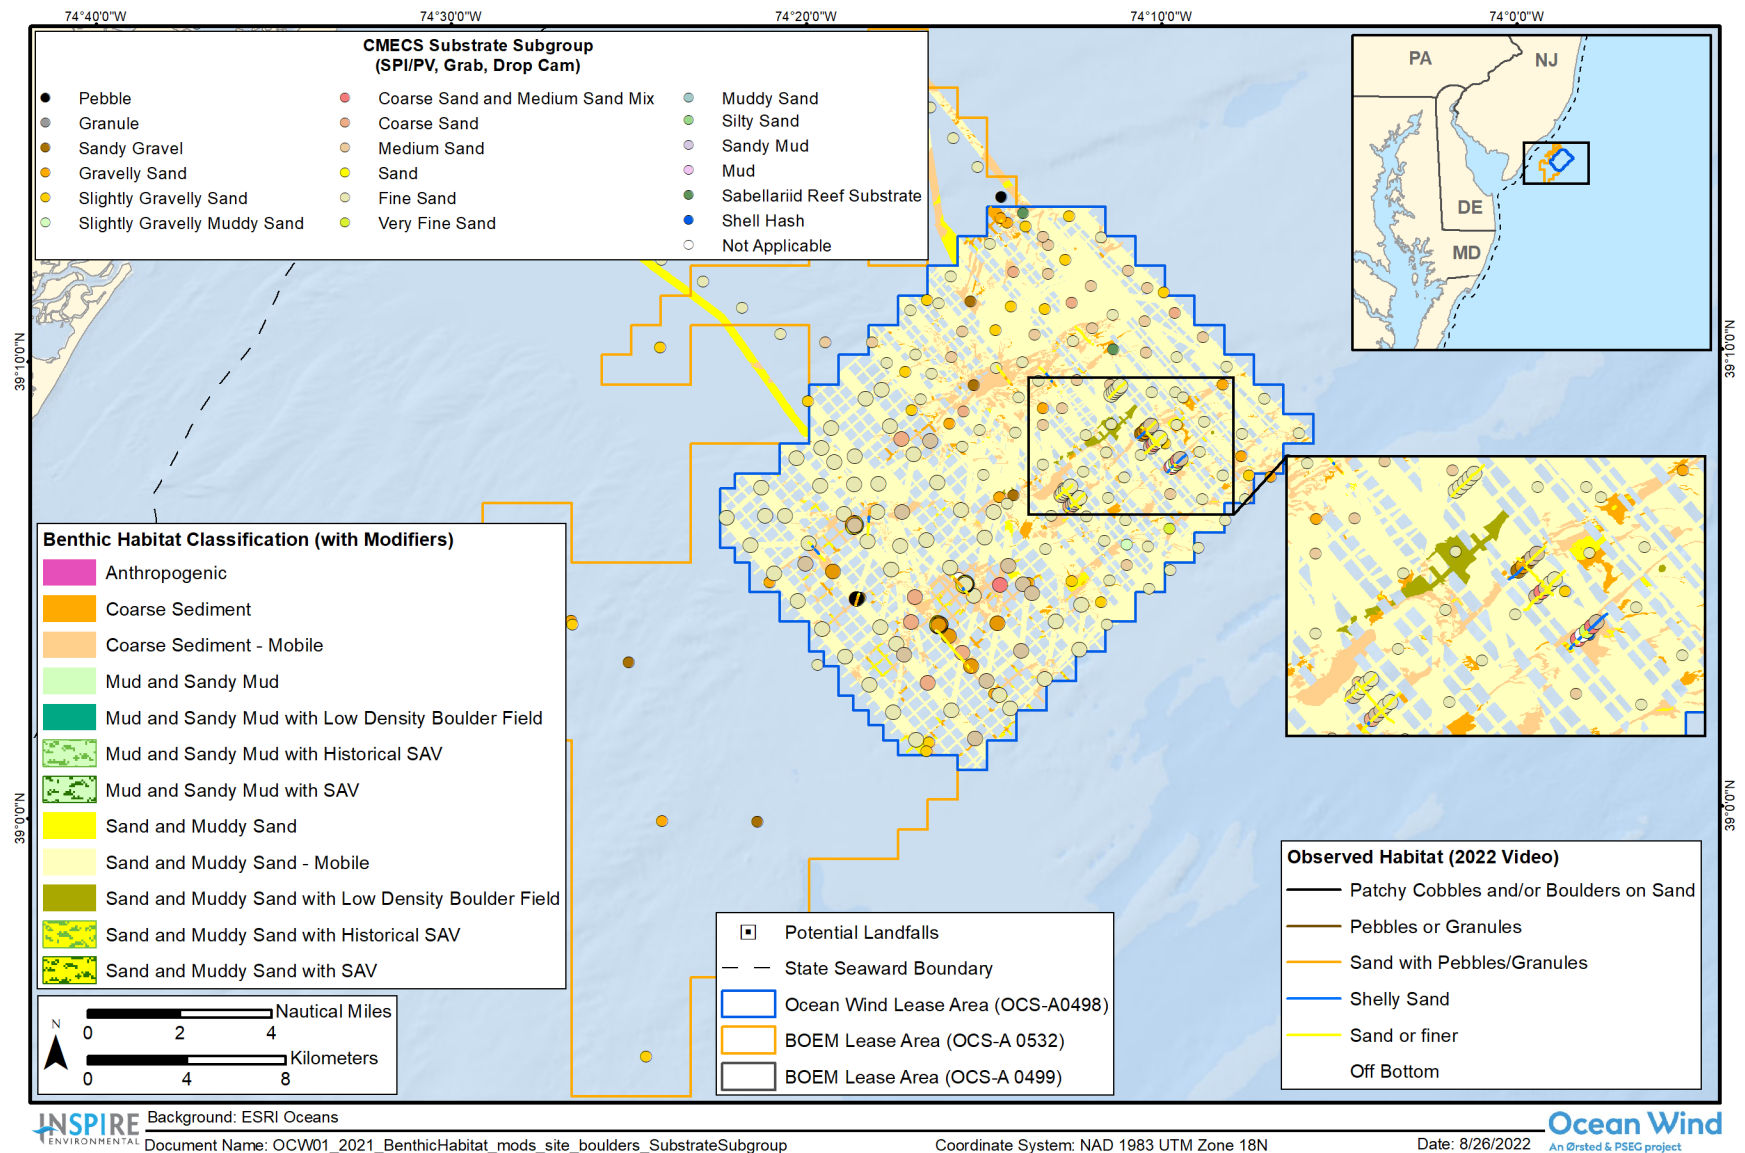 74°40'0"W
74°30'0"W
74°20'0"W
74°10'0"W
74°0'0"W
CMECS Substrate Subgroup
(SPI/PV, Grab, Drop Cam)
Pebble
Granule
Sandy Gravel
Gravelly Sand
Slightly Gravelly Sand
Slightly Gravelly Muddy Sand
Coarse Sand and Medium Sand Mix
Coarse Sand
Medium Sand
Sand
Fine Sand
Very Fine Sand
Muddy Sand
Silty Sand
Sandy Mud
Mud
Sabellariid Reef Substrate
Shell Hash
Not Applicable
PA
NJ
DE
MD
39°10'0"N
39°10'0"N
39°0'0"N
39°0'0"N
Benthic Habitat Classification (with Modifiers)
Anthropogenic
Coarse Sediment
Coarse Sediment - Mobile
Mud and Sandy Mud
Mud and Sandy Mud with Low Density Boulder Field
Mud and Sandy Mud with Historical SAV
Mud and Sandy Mud with SAV
Sand and Muddy Sand
Sand and Muddy Sand - Mobile
Sand and Muddy Sand with Low Density Boulder Field
Sand and Muddy Sand with Historical SAV
Sand and Muddy Sand with SAV
N
Nautical Miles
0 2 4
Kilometers
0 4 8
Potential Landfalls
State Seaward Boundary
Ocean Wind Lease Area (OCS-A0498)
BOEM Lease Area (OCS-A 0532)
BOEM Lease Area (OCS-A 0499)
Observed Habitat (2022 Video)
Patchy Cobbles and/or Boulders on Sand
Pebbles or Granules
Sand with Pebbles/Granules
Shelly Sand
Sand or finer
Off Bottom
INSPIRE
ENVIRONMENTAL
Background: ESRI Oceans
Document Name: OCW01_2021_BenthicHabitat_mods_site_boulders_SubstrateSubgroup
Coordinate System: NAD 1983 UTM Zone 18N
Date: 8/26/2022
Ocean Wind
An Ørsted & PSEG project